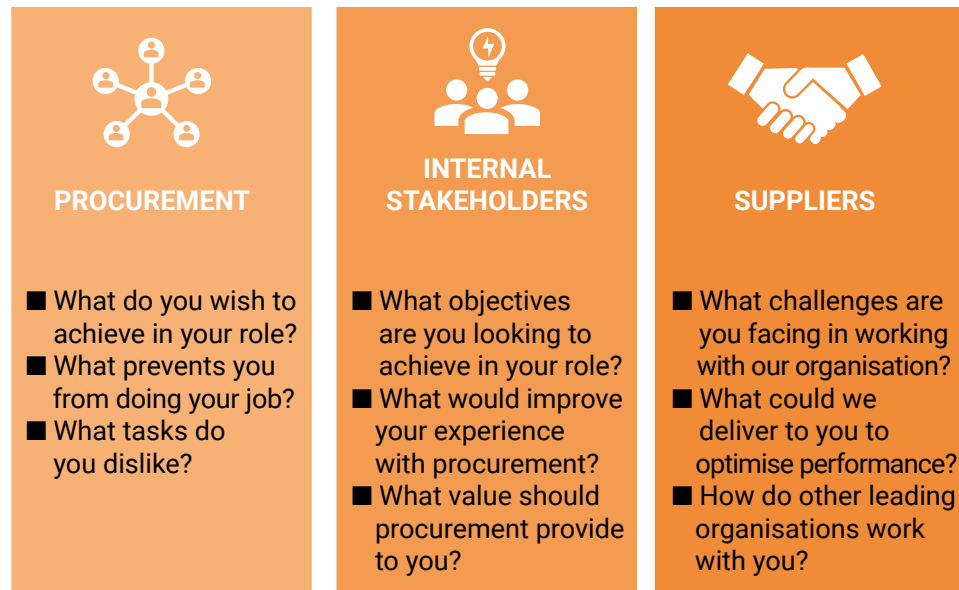 PROCUREMENT
■ What do you wish to
achieve in your role?
■ What prevents you
from doing your job?
■ What tasks do
you dislike?
INTERNAL
STAKEHOLDERS
■ What objectives
are you looking to
achieve in your role?
■ What would improve
your experience
with procurement?
■ What value should
procurement provide
to you?
SUPPLIERS
■ What challenges are
you facing in working
with our organisation?
■ What could we
deliver to you to
optimise performance?
■ How do other leading
organisations work
with you?